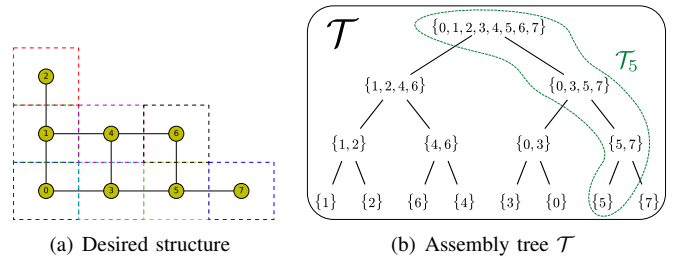 2
1 4 6
0 3 5 7
(a) Desired structure
𝒯
{0, 1, 2, 3, 4, 5, 6, 7}
𝒯₅
{1, 2, 4, 6} {0, 3, 5, 7}
{1, 2} {4, 6} {0, 3} {5, 7}
{1} {2} {6} {4} {3} {0} {5} {7}
(b) Assembly tree 𝒯